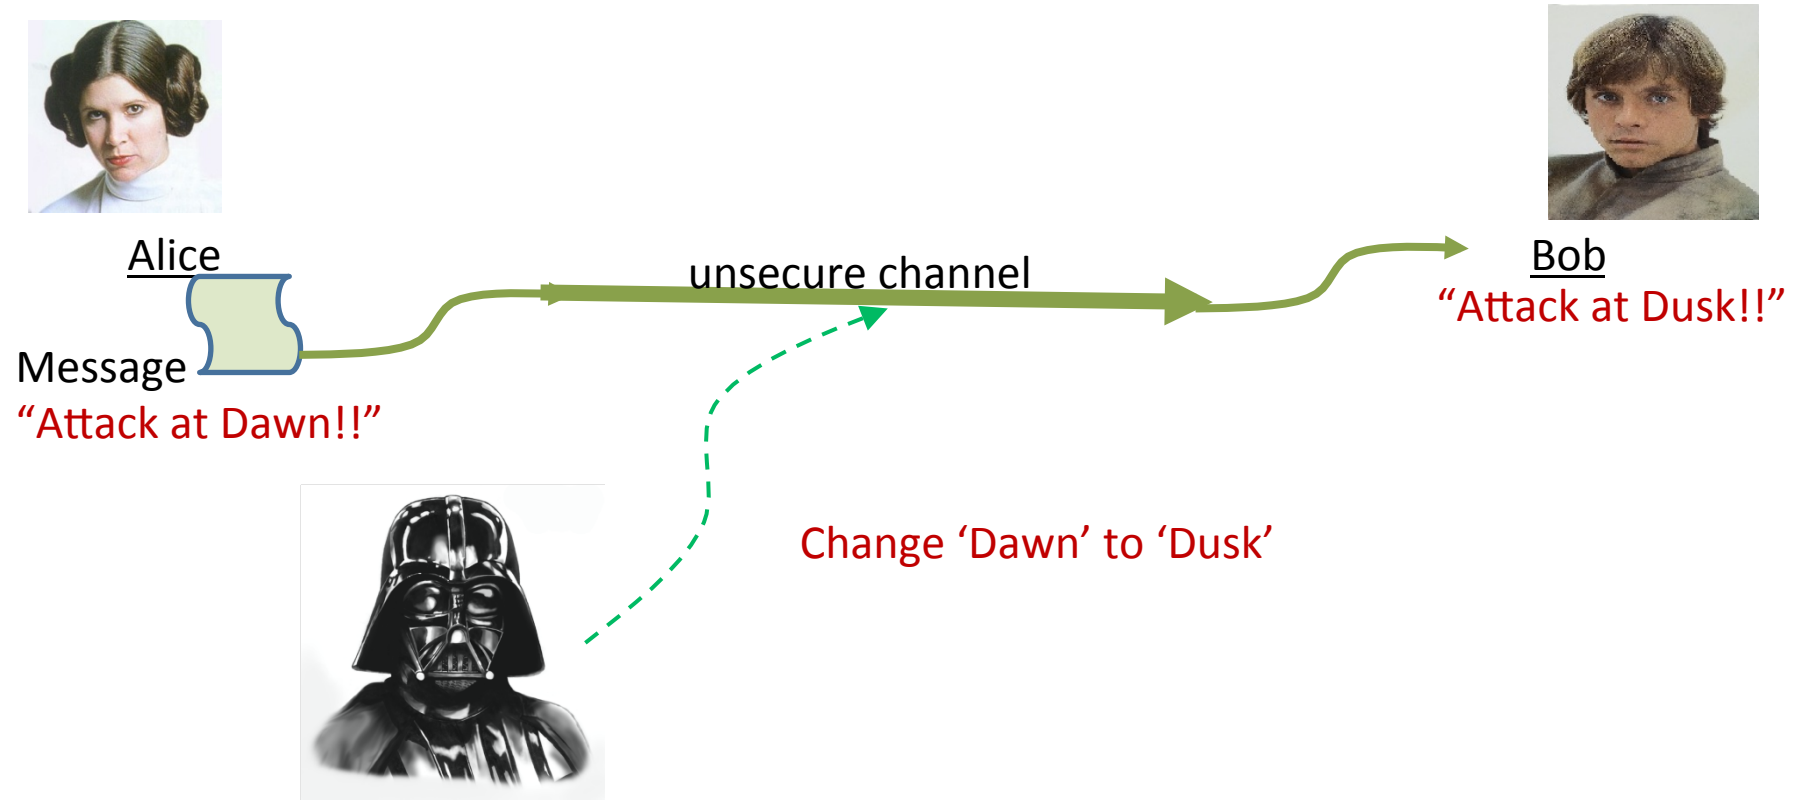 Alice
unsecure channel
Bob
“Attack at Dusk!!”
Message
“Attack at Dawn!!”
Change ‘Dawn’ to ‘Dusk’